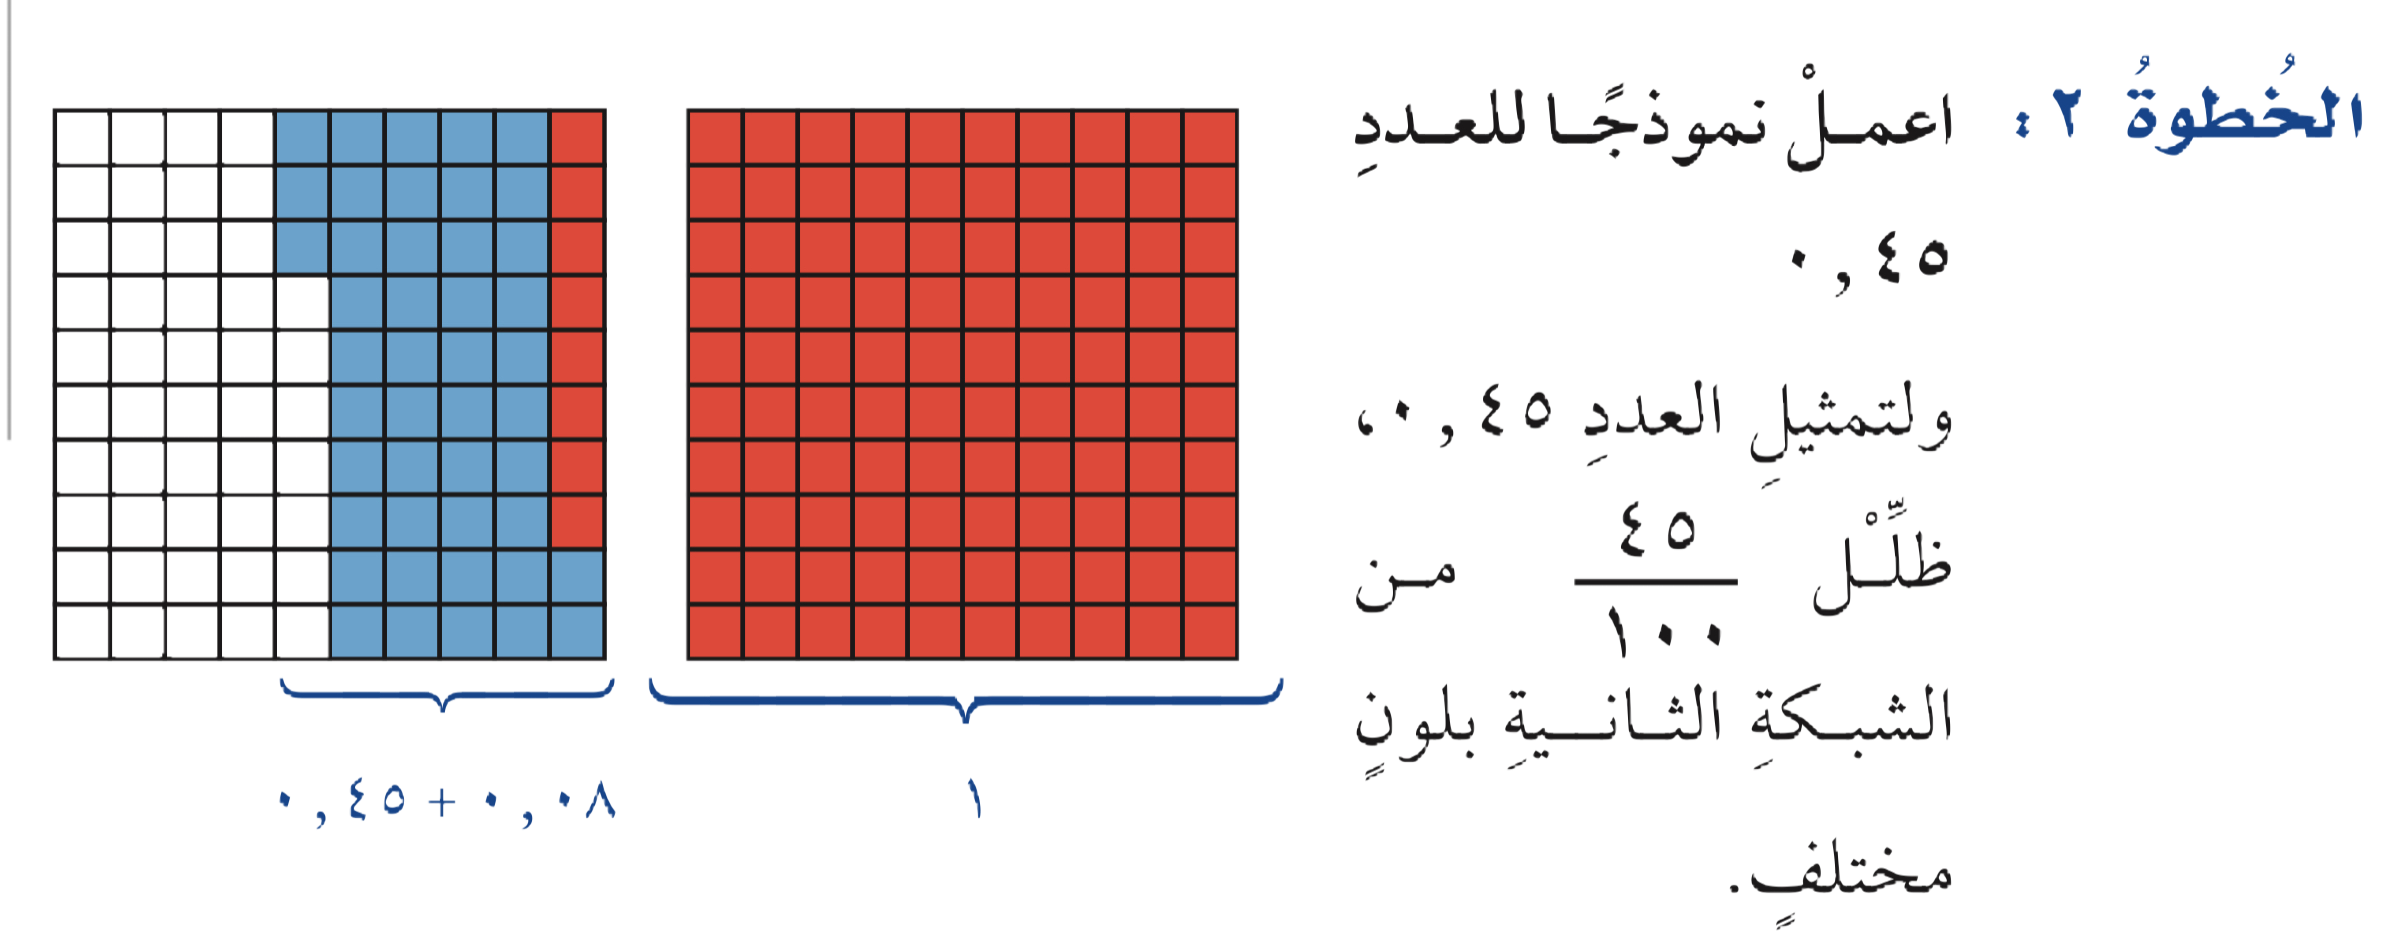 الخُطوةُ ٢: اعملْ نموذجًا للعددِ
٠,٤٥
ولتمثيلِ العددِ ٠,٤٥،
ظلِّلْ ٤٥/١٠٠ من
الشبكةِ الثانيةِ بلونٍ
مختلفٍ.
١
٠,٤٥ + ٠,٠٨